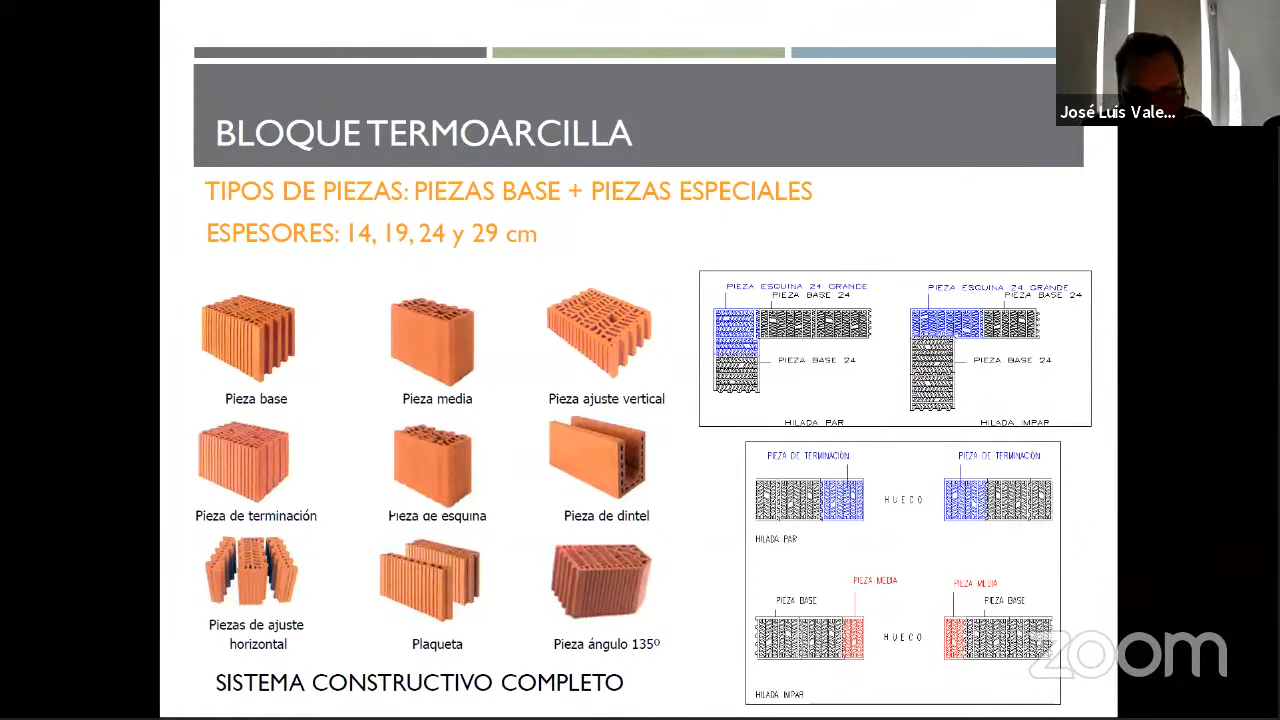 José Luis Vale...
BLOQUE TERMOARCILLA
TIPOS DE PIEZAS: PIEZAS BASE + PIEZAS ESPECIALES
ESPESORES: 14, 19, 24 y 29 cm
Pieza base
Pieza media
Pieza ajuste vertical
Pieza de terminación
Pieza de esquina
Pieza de dintel
Piezas de ajuste
horizontal
Plaqueta
Pieza ángulo 135º
SISTEMA CONSTRUCTIVO COMPLETO
PIEZA ESQUINA 24 GRANDE
PIEZA BASE 24
PIEZA BASE 24
HILADA PAR
PIEZA ESQUINA 24 GRANDE
PIEZA BASE 24
PIEZA BASE 24
HILADA IMPAR
PIEZA DE TERMINACIÓN
PIEZA DE TERMINACIÓN
HUECO
HILADA PAR
PIEZA MEDIA
PIEZA MEDIA
PIEZA BASE
PIEZA BASE
HUECO
HILADA IMPAR
zoom